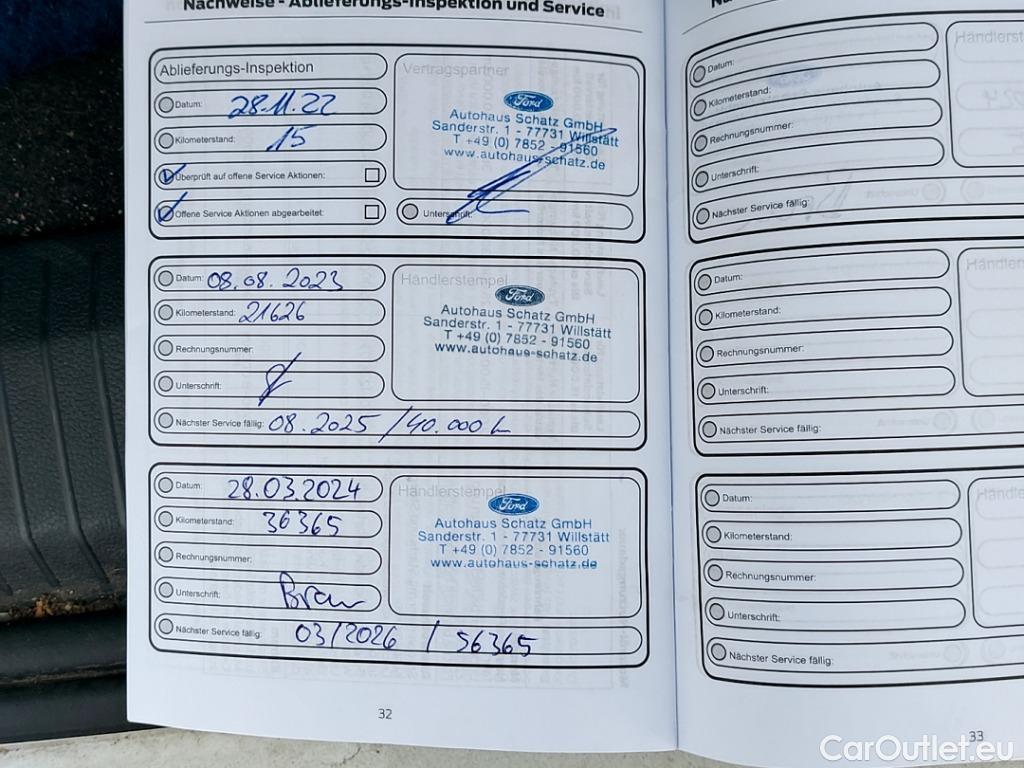 Nachweise - Ablieferungs-Inspektion und Service
Ablieferungs-Inspektion
Datum: 28.11.22
Kilometerstand: 15
Überprüft auf offene Service Aktionen:
Offene Service Aktionen abgearbeitet:
Vertragspartner
Ford
Autohaus Schatz GmbH
Sanderstr. 1 - 77731 Willstätt
T +49 (0) 7852 - 91560
www.autohaus-schatz.de
Unterschrift:
Datum: 08.08.2023
Kilometerstand: 21626
Rechnungsnummer:
Unterschrift:
Händlerstempel
Ford
Autohaus Schatz GmbH
Sanderstr. 1 - 77731 Willstätt
T +49 (0) 7852 - 91560
www.autohaus-schatz.de
Nächster Service fällig: 08.2025 / 40.000
Datum: 28.03.2024
Kilometerstand: 36365
Rechnungsnummer:
Unterschrift:
Händlerstempel
Ford
Autohaus Schatz GmbH
Sanderstr. 1 - 77731 Willstätt
T +49 (0) 7852 - 91560
www.autohaus-schatz.de
Nächster Service fällig: 03/2026 / 56365
32
Datum:
Kilometerstand:
Rechnungsnummer:
Unterschrift:
Nächster Service fällig:
Datum:
Kilometerstand:
Rechnungsnummer:
Unterschrift:
Nächster Service fällig:
Datum:
Kilometerstand:
Rechnungsnummer:
Unterschrift:
Nächster Service fällig:
33
CarOutlet.eu